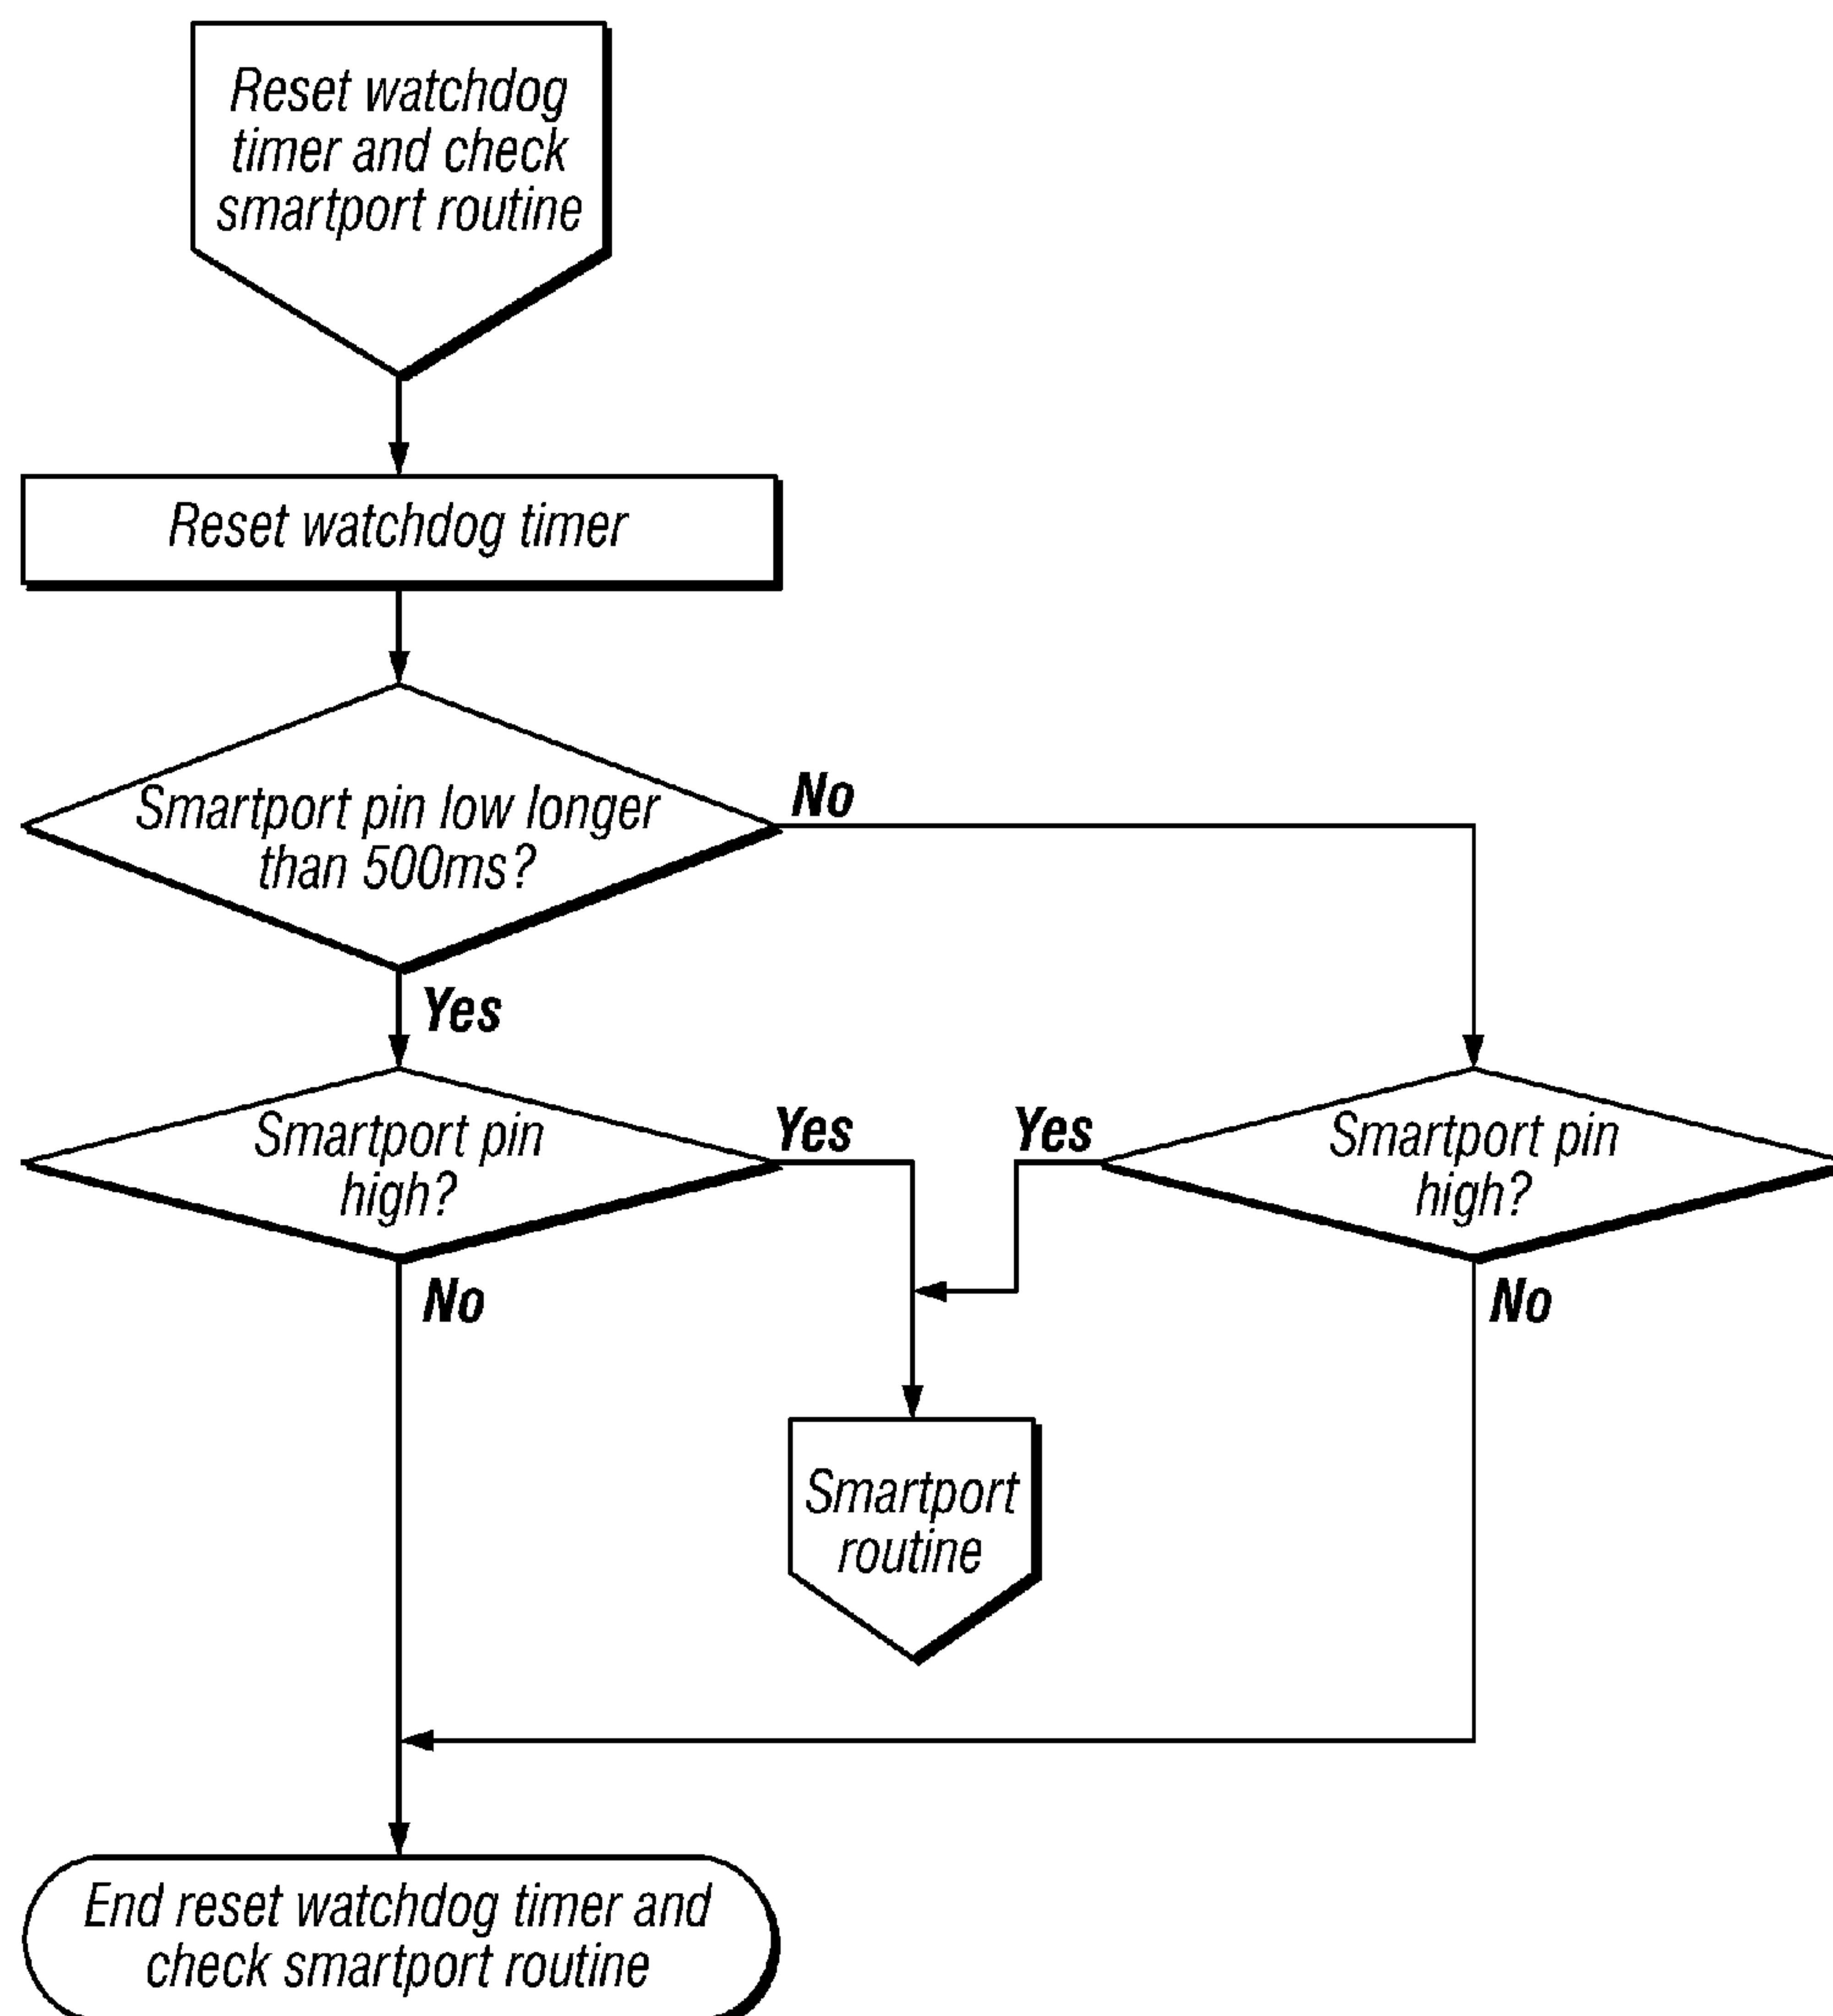 Reset watchdog
timer and check
smartport routine
Reset watchdog timer
Smartport pin low longer
than 500ms?
No
Yes
Smartport pin
high?
Yes
No
Yes
Smartport pin
high?
No
Smartport
routine
End reset watchdog timer and
check smartport routine